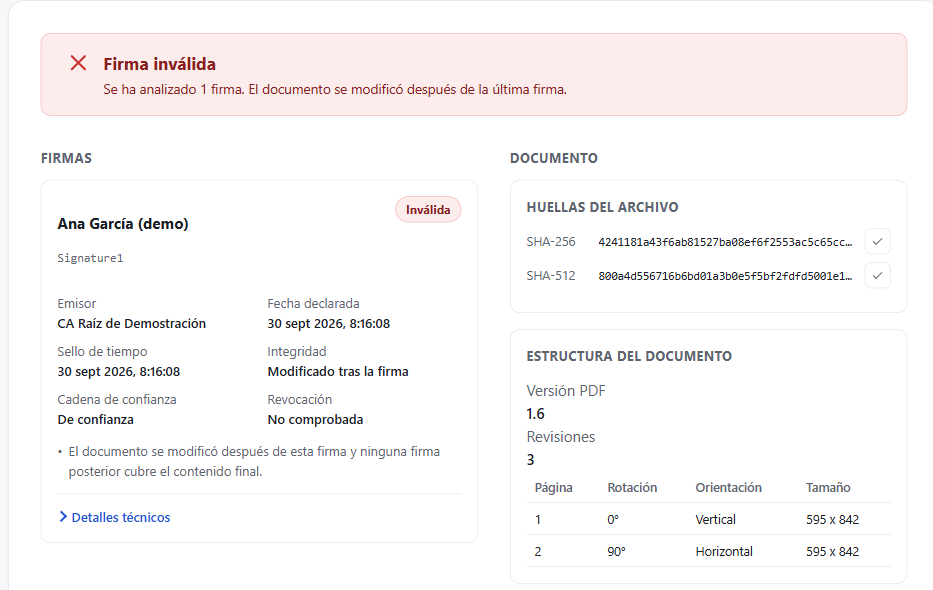 Firma inválida
Se ha analizado 1 firma. El documento se modificó después de la última firma.
FIRMAS
Ana García (demo)
Inválida
Signature1
Emisor
CA Raíz de Demostración
Fecha declarada
30 sept 2026, 8:16:08
Sello de tiempo
30 sept 2026, 8:16:08
Integridad
Modificado tras la firma
Cadena de confianza
De confianza
Revocación
No comprobada
• El documento se modificó después de esta firma y ninguna firma
posterior cubre el contenido final.
Detalles técnicos
DOCUMENTO
HUELLAS DEL ARCHIVO
SHA-256 4241181a43f6ab81527ba08ef6f2553ac5c65cc…
SHA-512 800a4d556716b6bd01a3b0e5f5bf2fdfd5001e1…
ESTRUCTURA DEL DOCUMENTO
Versión PDF
1.6
Revisiones
3
Página Rotación Orientación Tamaño
1 0° Vertical 595 x 842
2 90° Horizontal 595 x 842